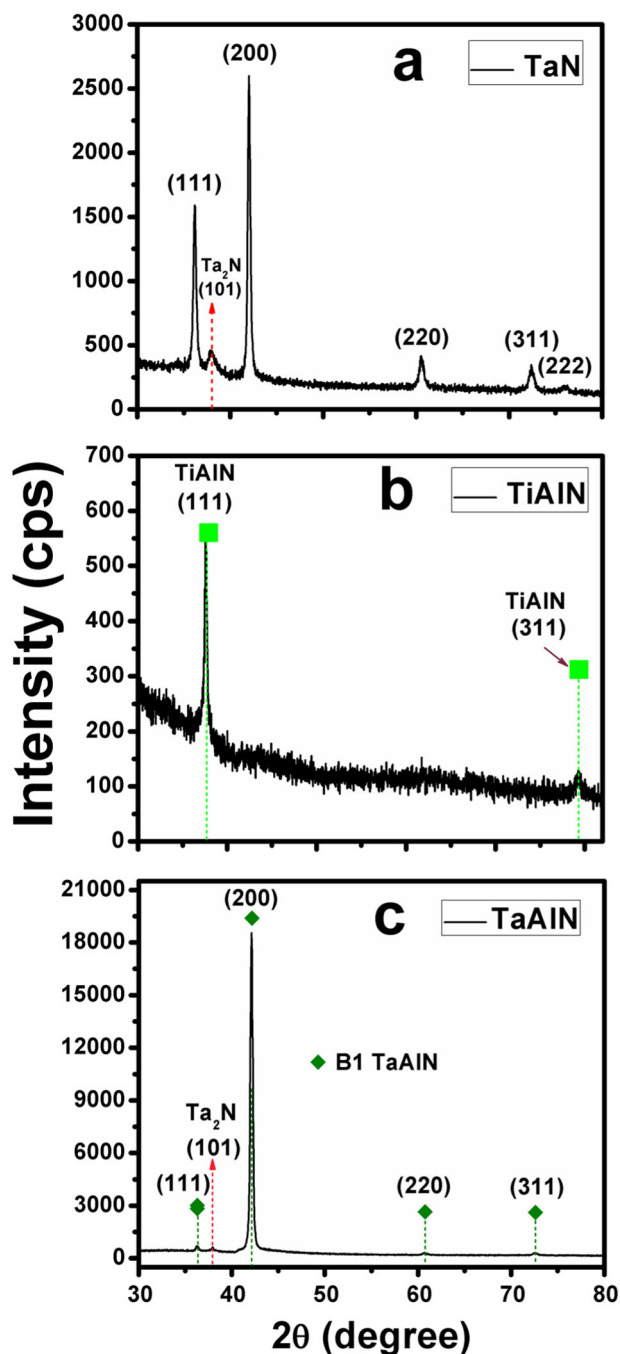 Intensity (cps)
a
TaN
(200)
(111)
Ta₂N
(101)
(220)
(311)
(222)
3000
2500
2000
1500
1000
500
0
b
TiAlN
TiAlN
(111)
TiAlN
(311)
700
600
500
400
300
200
100
0
c
TaAlN
(200)
B1 TaAlN
Ta₂N
(101)
(111)
(220)
(311)
21000
18000
15000
12000
9000
6000
3000
0
30 40 50 60 70 80
2θ (degree)